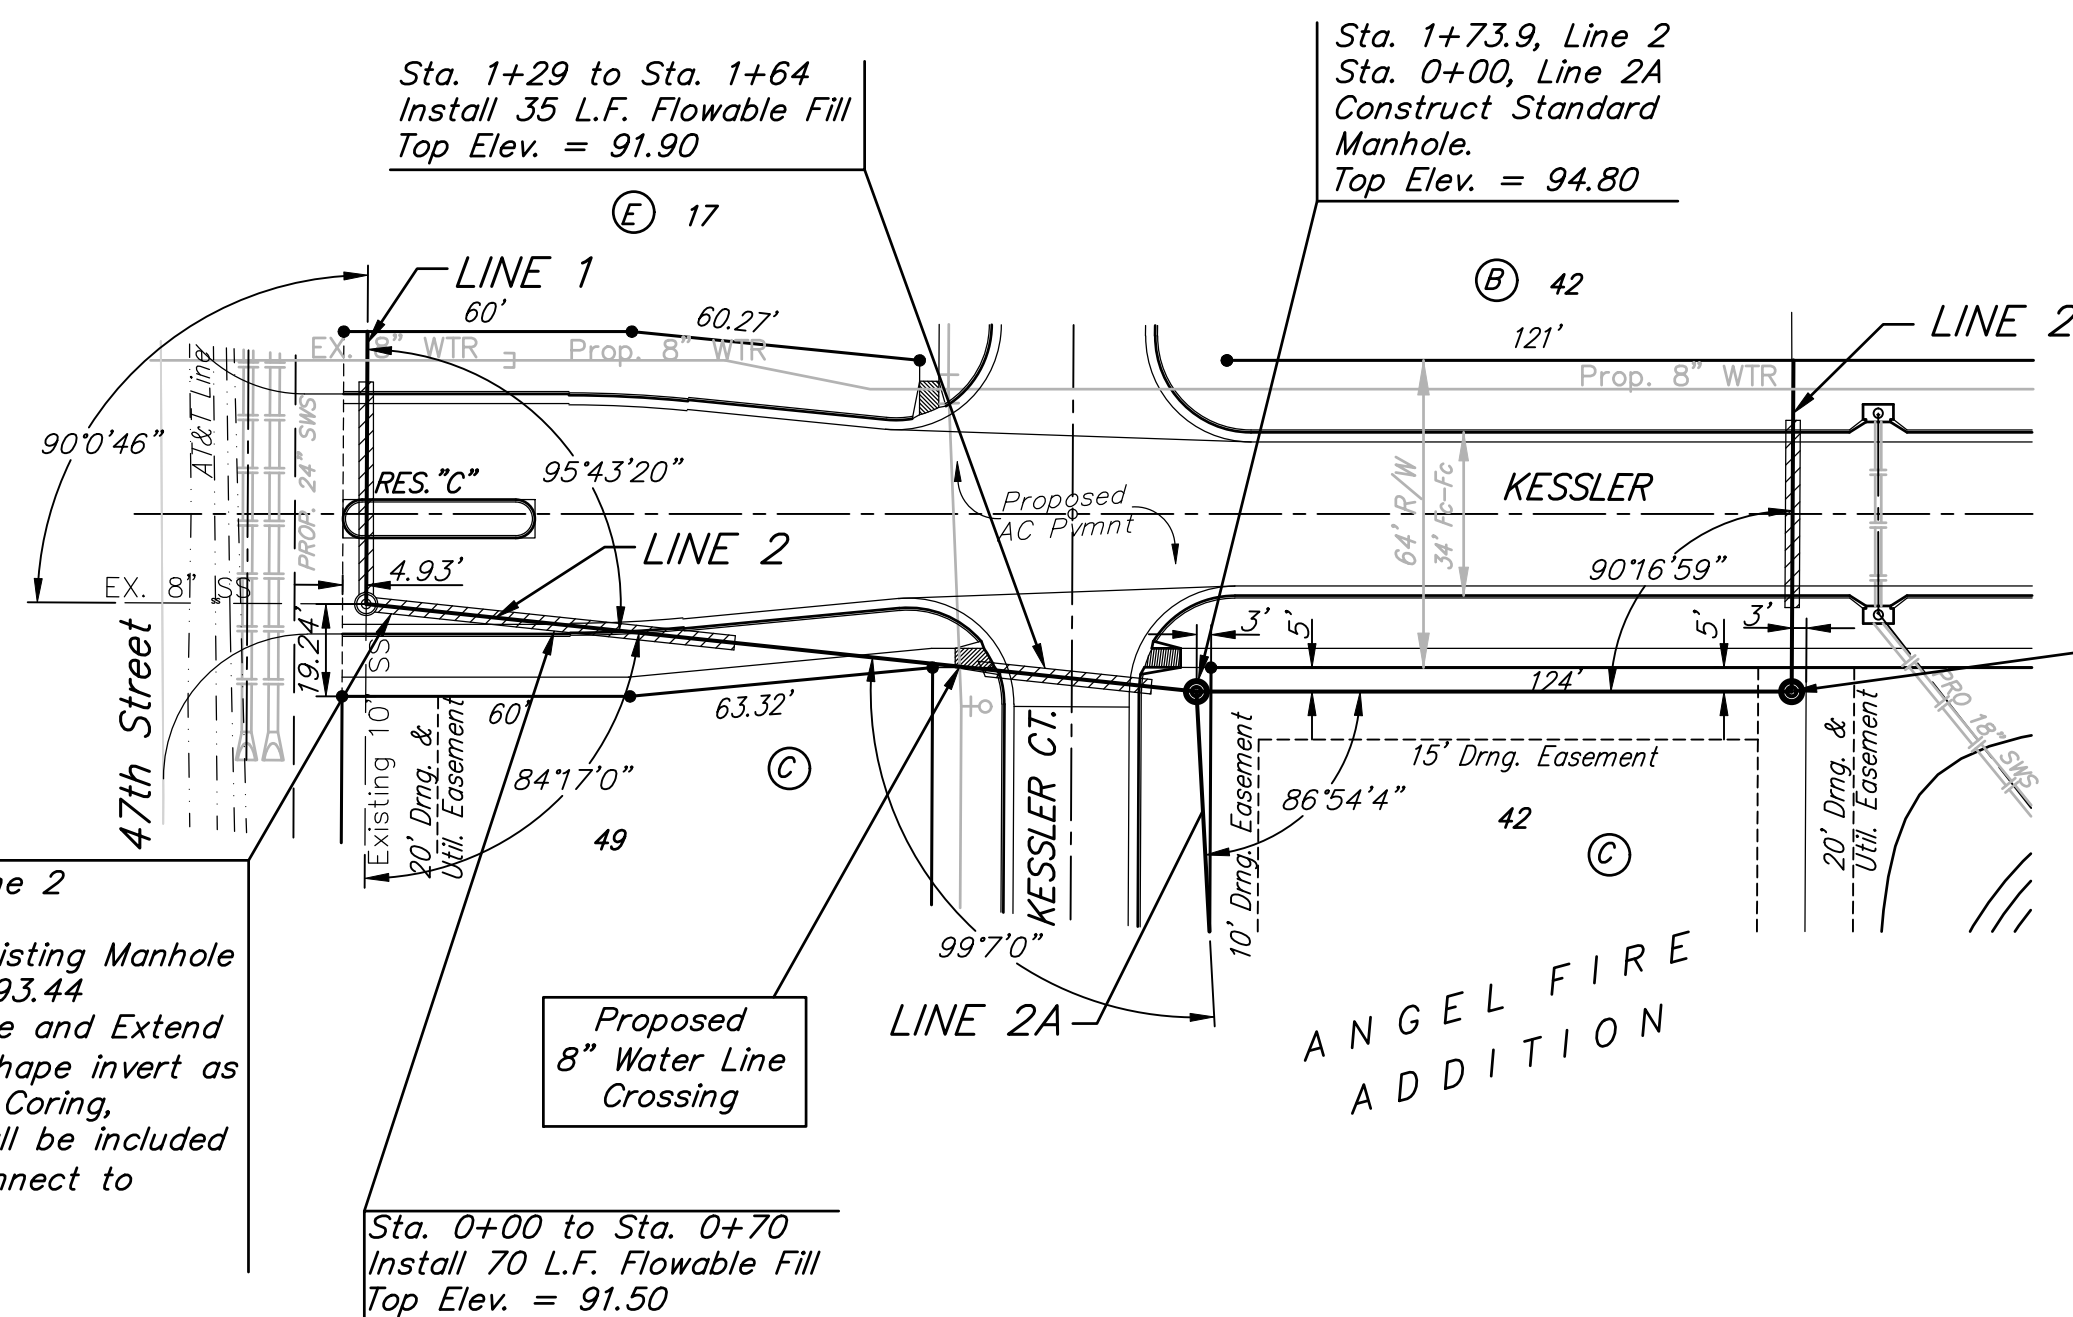 Sta. 1+29 to Sta. 1+64
Install 35 L.F. Flowable Fill
Top Elev. = 91.90
Sta. 1+73.9, Line 2
Sta. 0+00, Line 2A
Construct Standard
Manhole.
Top Elev. = 94.80
E 17
B 42
LINE 1
60'
60.27'
121'
LINE 2
EX. 8" WTR
Prop. 8" WTR
Prop. 8" WTR
AT&T Line
PROP. 24" SWS
90°0'46"
95°43'20"
RES."C"
Proposed
AC Pvmnt
64' R/W
34' Fc-Fc
KESSLER
LINE 2
4.93'
EX. 8" SS
90°16'59"
19.24'
3'
5'
5'
3'
47th Street
Existing 10' SS
20' Drng. &
Util. Easement
60'
63.32'
124'
KESSLER CT.
10' Drng. Easement
15' Drng. Easement
20' Drng. &
Util. Easement
PRO 18" SWS
84°17'0"
C
86°54'4"
49
42
C
99°7'0"
LINE 2A
ANGEL FIRE
ADDITION
ne 2
isting Manhole
93.44
e and Extend
hape invert as
Coring,
ll be included
nnect to
Proposed
8" Water Line
Crossing
Sta. 0+00 to Sta. 0+70
Install 70 L.F. Flowable Fill
Top Elev. = 91.50